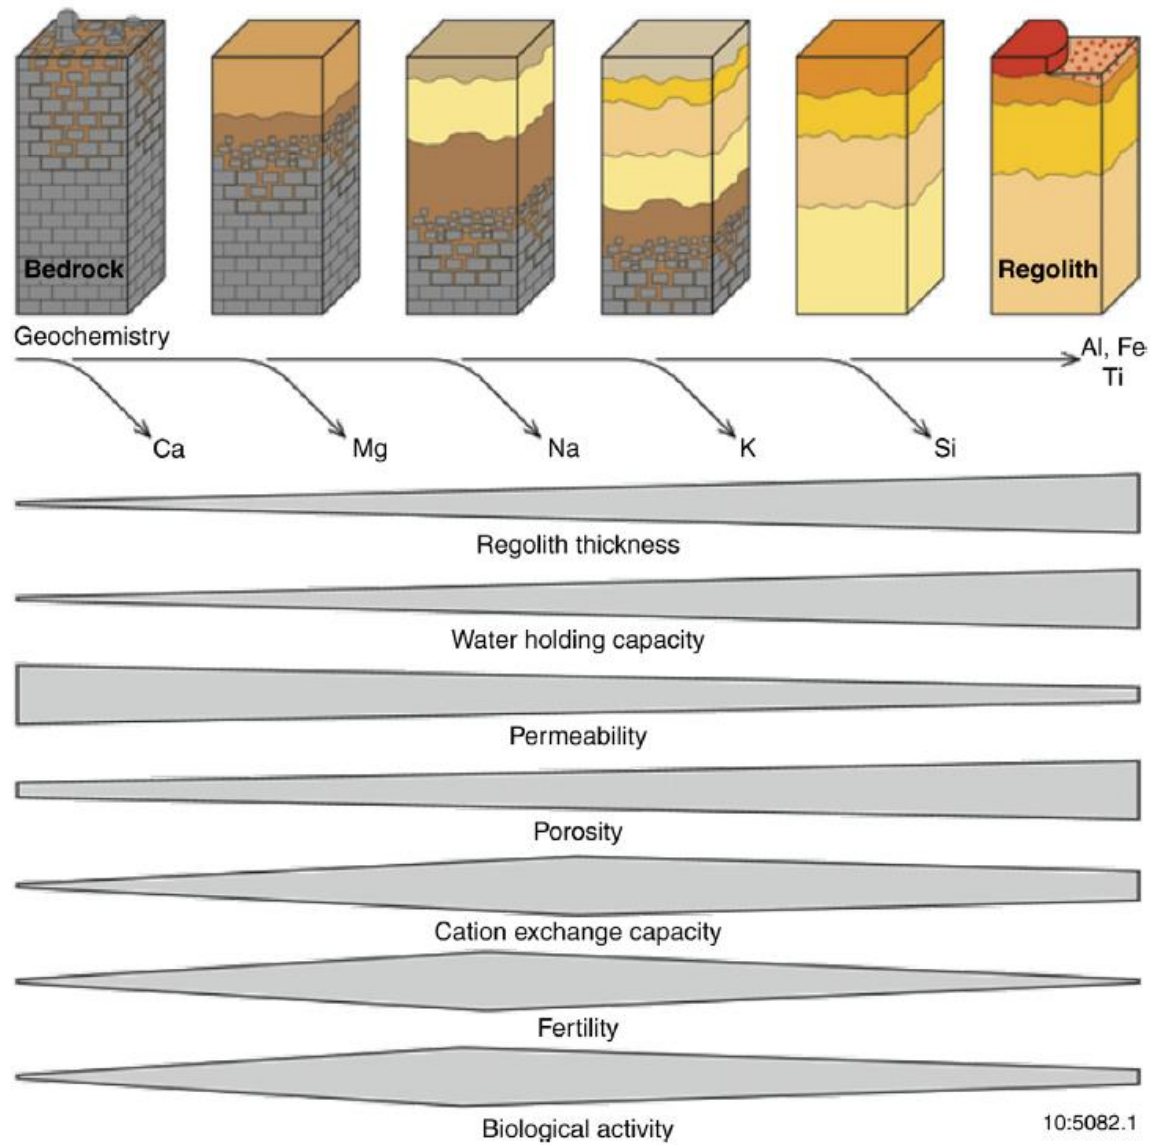 Bedrock
Regolith
Geochemistry
Al, Fe
Ti
Ca
Mg
Na
K
Si
Regolith thickness
Water holding capacity
Permeability
Porosity
Cation exchange capacity
Fertility
Biological activity
10:5082.1